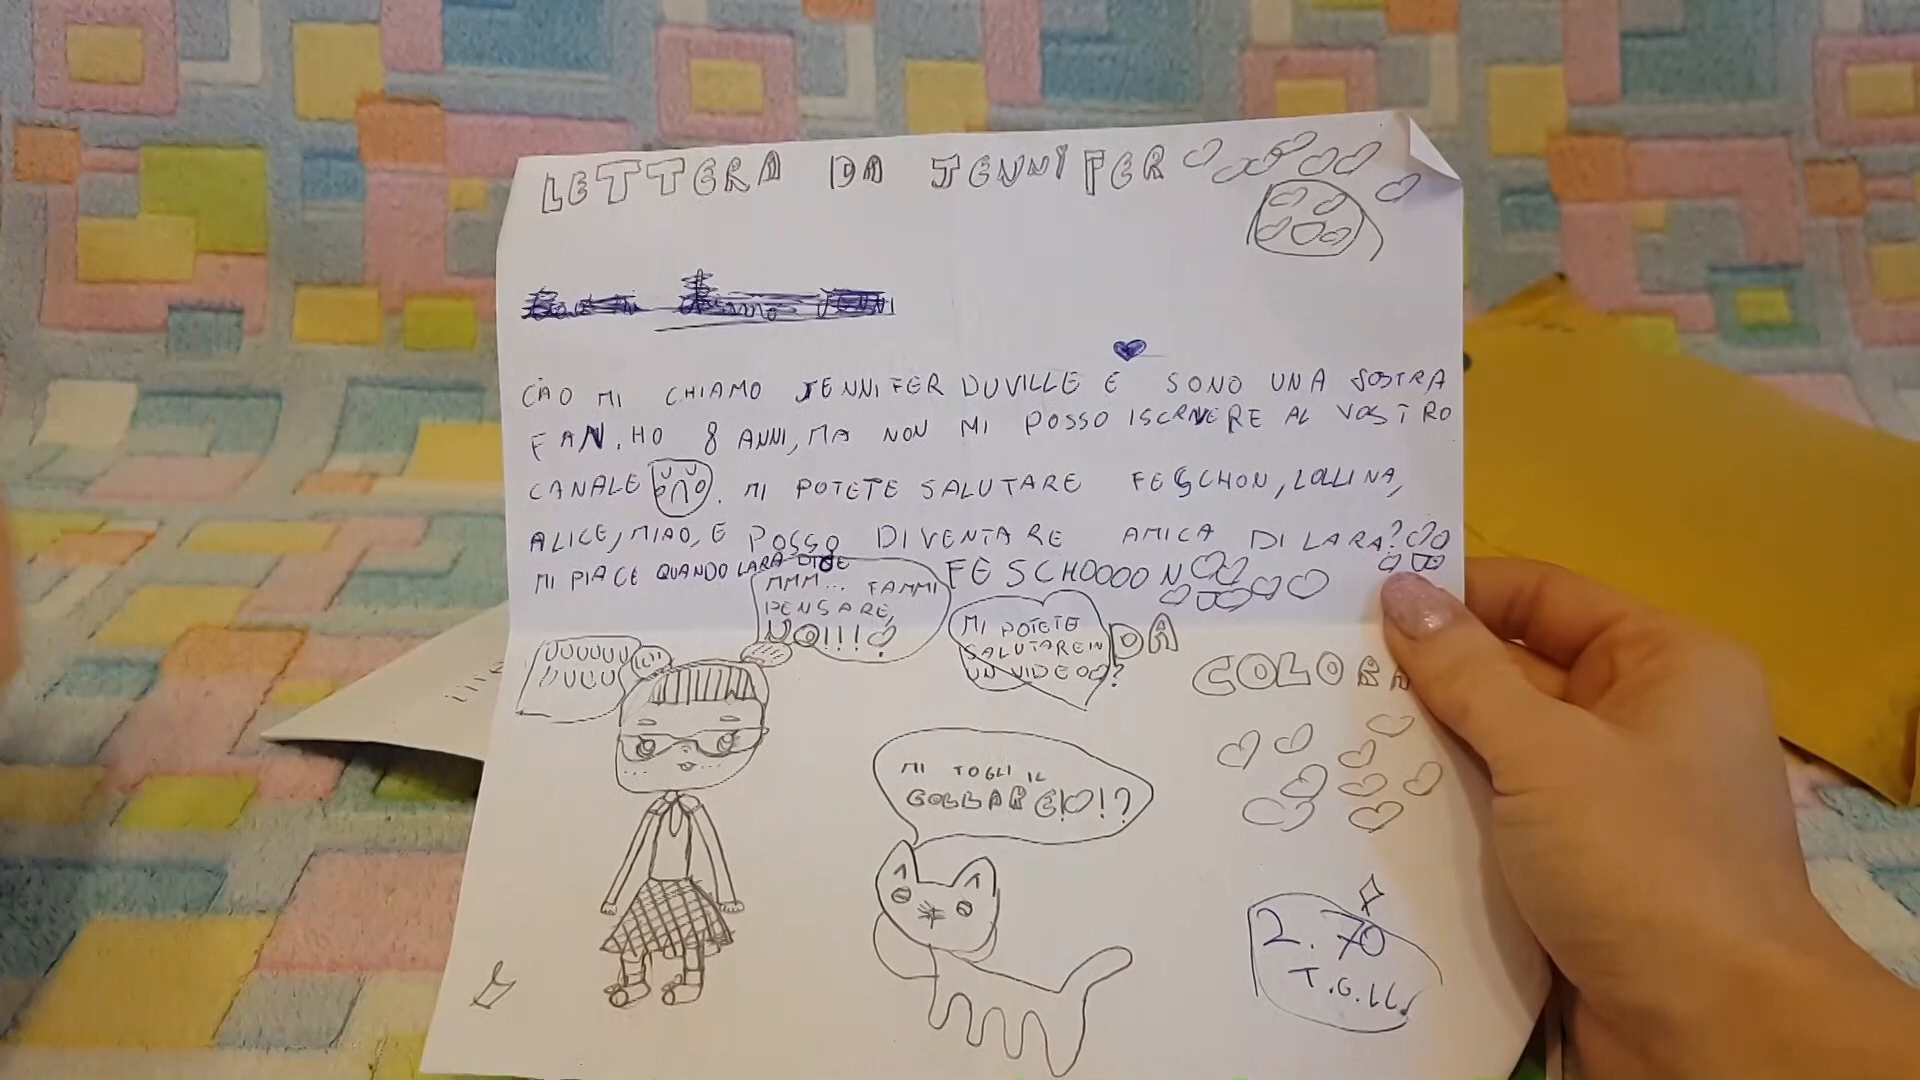 LETTERA DA JENNIFER
CIAO MI CHIAMO JENNIFER DUVILLE E SONO UNA VOSTRA
FAN. HO 8 ANNI, MA NON MI POSSO ISCRIVERE AL VOSTRO
CANALE. MI POTETE SALUTARE FESCHON, LOLLINA,
ALICE, MIAO, E POSSO DIVENTARE AMICA DI LARA?
MI PIACE QUANDO LARA DICE FESCHOOOON
MMM... FAMMI
PENSARE,
NO!!!
MI POTETE
SALUTARE IN
UN VIDEO?
DA
COLORA
MI TOGLI IL
COLLARE!O!?
2.70
T.G.LL!